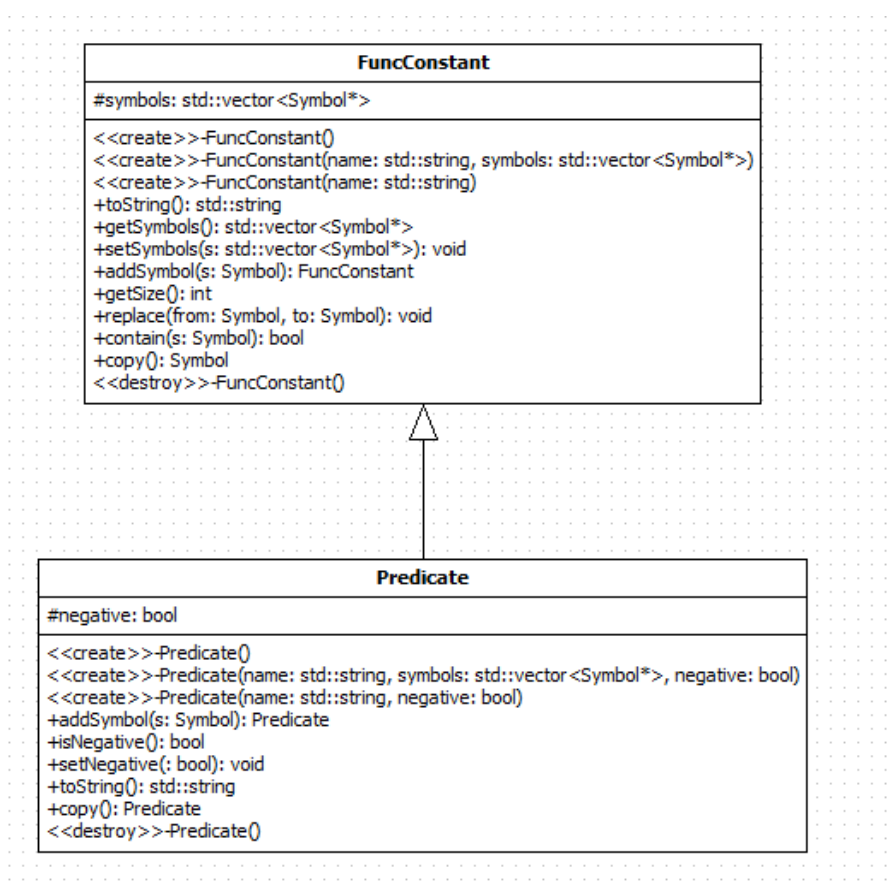 FuncConstant
#symbols: std::vector<Symbol*>
<<create>>-FuncConstant()
<<create>>-FuncConstant(name: std::string, symbols: std::vector<Symbol*>)
<<create>>-FuncConstant(name: std::string)
+toString(): std::string
+getSymbols(): std::vector<Symbol*>
+setSymbols(s: std::vector<Symbol*>): void
+addSymbol(s: Symbol): FuncConstant
+getSize(): int
+replace(from: Symbol, to: Symbol): void
+contain(s: Symbol): bool
+copy(): Symbol
<<destroy>>-FuncConstant()
Predicate
#negative: bool
<<create>>-Predicate()
<<create>>-Predicate(name: std::string, symbols: std::vector<Symbol*>, negative: bool)
<<create>>-Predicate(name: std::string, negative: bool)
+addSymbol(s: Symbol): Predicate
+isNegative(): bool
+setNegative(: bool): void
+toString(): std::string
+copy(): Predicate
<<destroy>>-Predicate()